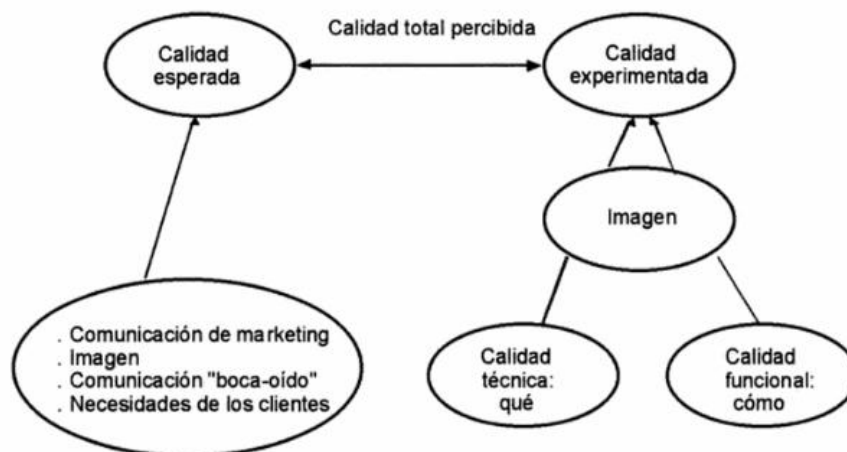 Calidad total percibida
Calidad
esperada
Calidad
experimentada
Imagen
. Comunicación de marketing
. Imagen
. Comunicación "boca-oído"
. Necesidades de los clientes
Calidad
técnica:
qué
Calidad
funcional:
cómo